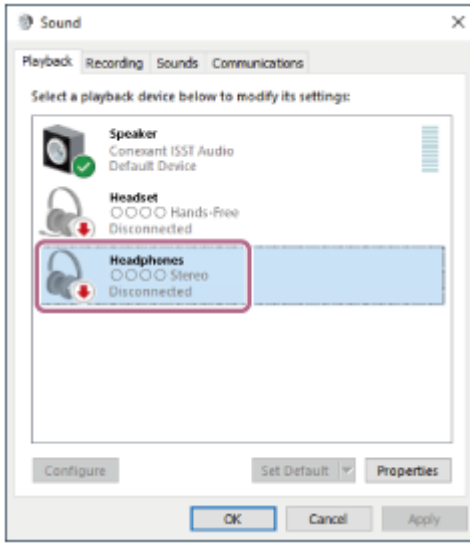 Sound
Playback Recording Sounds Communications
Select a playback device below to modify its settings:
Speaker
Conexant ISST Audio
Default Device
Headset
○○○○ Hands-Free
Disconnected
Headphones
○○○○ Stereo
Disconnected
Configure Set Default Properties
OK Cancel Apply